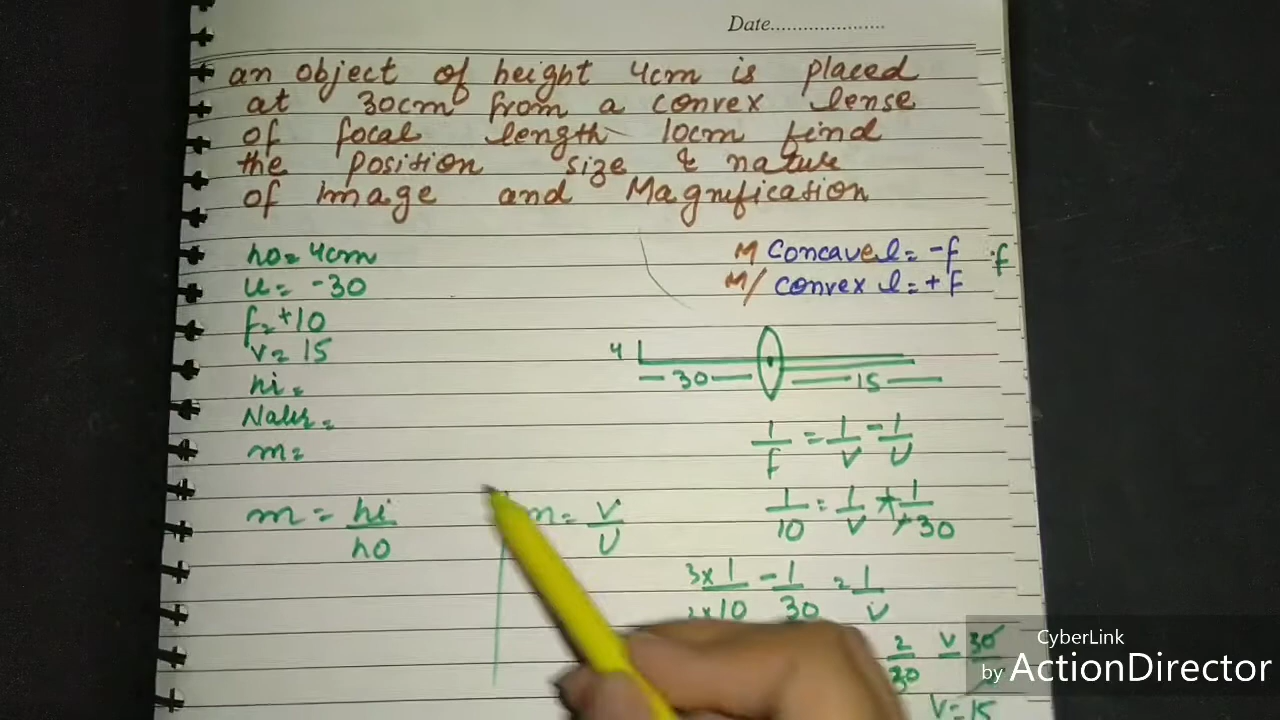 Date......................
an object of height 4cm is placed
at 30cm from a convex lense
of focal length 10cm find
the position size & nature
of image and Magnification
ho = 4cm
u = -30
f = +10
v = 15
hi =
m =
M Concave l = -f f
M/ convex l = + f
4
30 15
1/f = 1/v - 1/u
1/10 = 1/v + 1/+30
m = hi/ho
m = v/u
3x1/10 - 1/30 = 1/v
2/30 v 30
v = 15
CyberLink
by ActionDirector